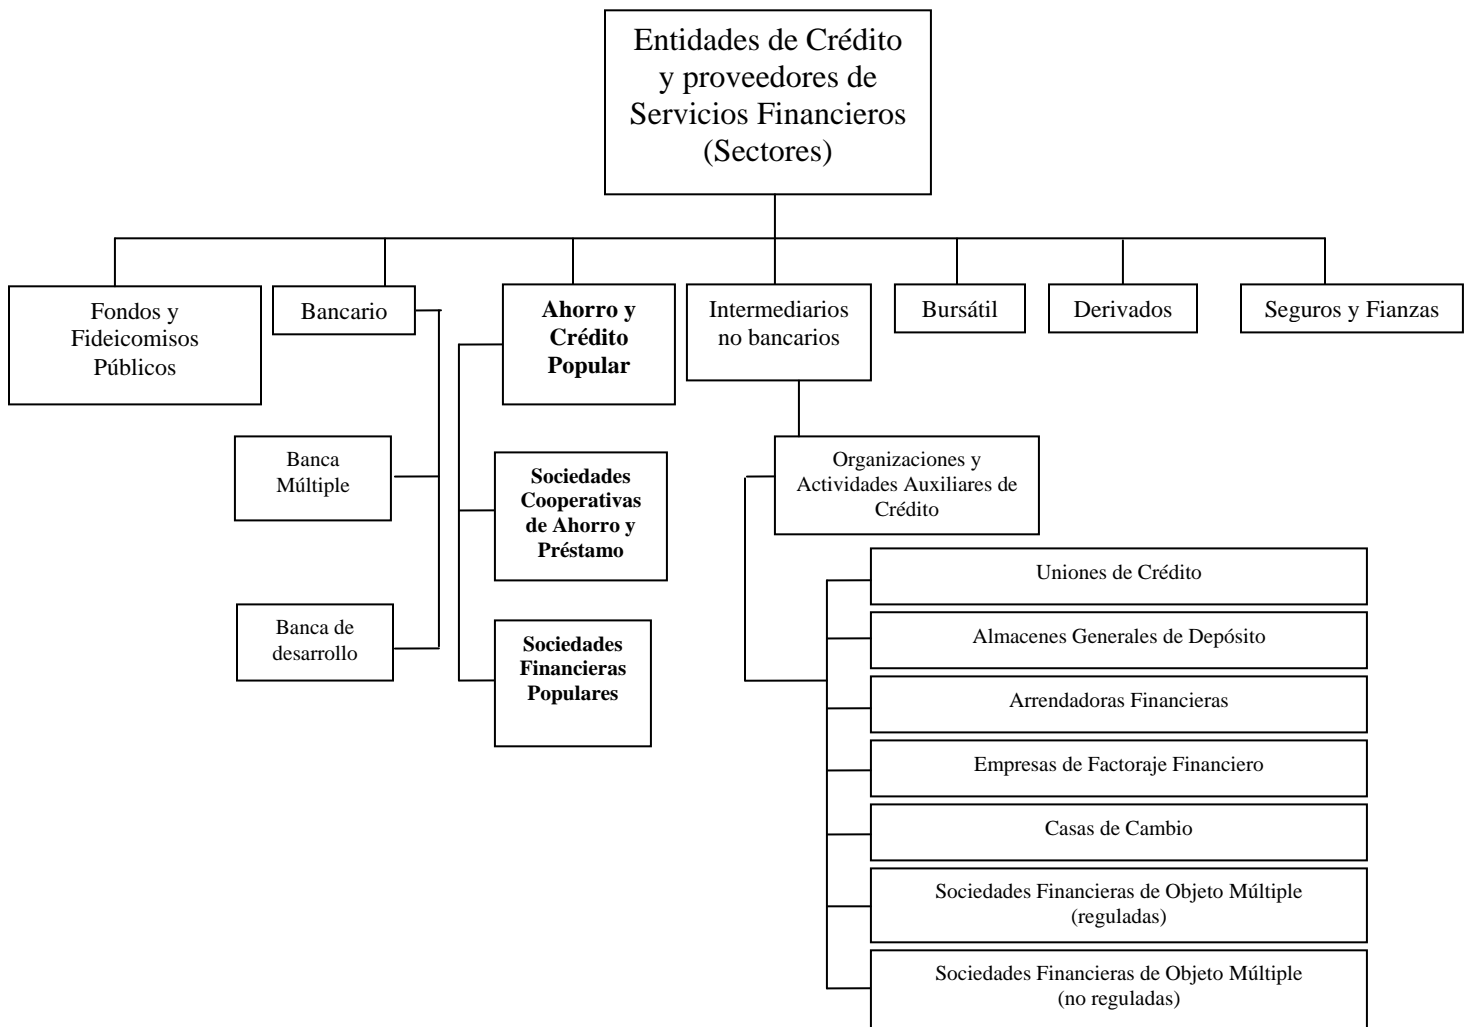 Entidades de Crédito
y proveedores de
Servicios Financieros
(Sectores)
Fondos y
Fideicomisos
Públicos
Bancario
Ahorro y
Crédito
Popular
Intermediarios
no bancarios
Bursátil
Derivados
Seguros y Fianzas
Banca
Múltiple
Banca de
desarrollo
Sociedades
Cooperativas
de Ahorro y
Préstamo
Sociedades
Financieras
Populares
Organizaciones y
Actividades Auxiliares de
Crédito
Uniones de Crédito
Almacenes Generales de Depósito
Arrendadoras Financieras
Empresas de Factoraje Financiero
Casas de Cambio
Sociedades Financieras de Objeto Múltiple
(reguladas)
Sociedades Financieras de Objeto Múltiple
(no reguladas)